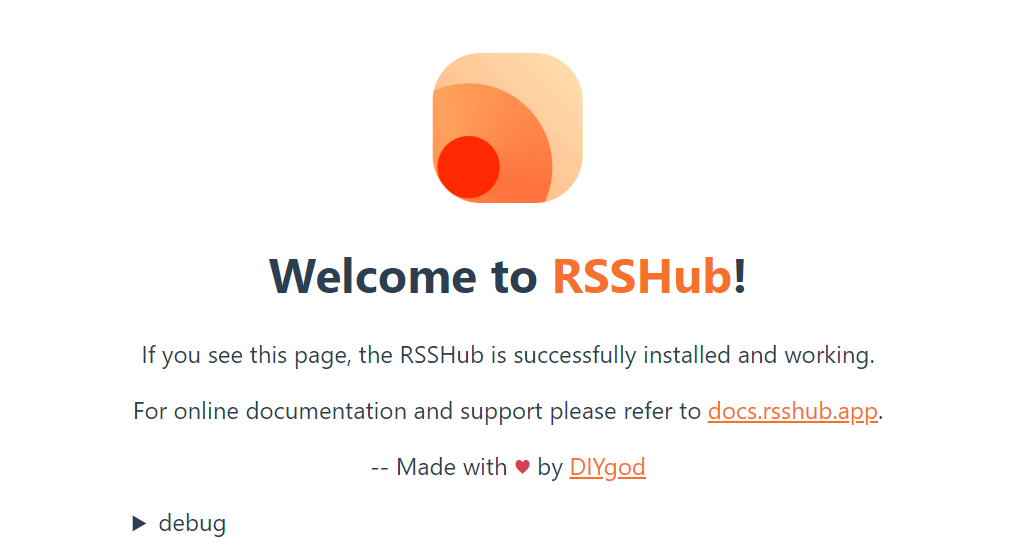 Welcome to RSSHub!
If you see this page, the RSSHub is successfully installed and working.
For online documentation and support please refer to docs.rsshub.app.
-- Made with ♥ by DIYgod
▶ debug